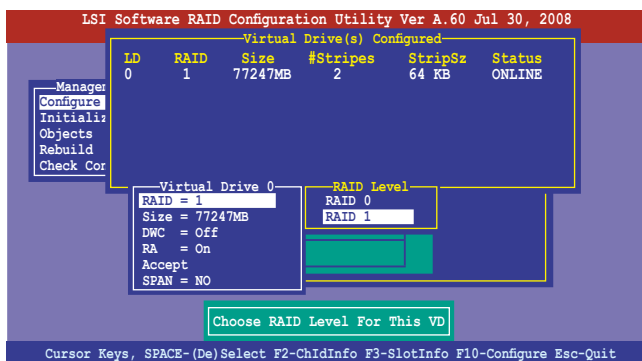 LSI Software RAID Configuration Utility Ver A.60 Jul 30, 2008
Virtual Drive(s) Configured
LD RAID Size #Stripes StripSz Status
0 1 77247MB 2 64 KB ONLINE
Managem
Configure
Initializ
Objects
Rebuild
Check Con
Virtual Drive 0
RAID = 1
Size = 77247MB
DWC = Off
RA = On
Accept
SPAN = NO
RAID Level
RAID 0
RAID 1
Choose RAID Level For This VD
Cursor Keys, SPACE-(De)Select F2-ChIdInfo F3-SlotInfo F10-Configure Esc-Quit